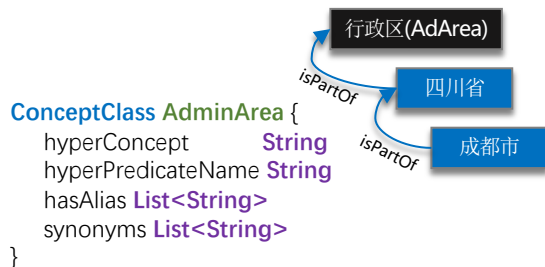 行政区(AdArea)
isPartOf
四川省
ConceptClass AdminArea {
isPartOf
成都市
hyperConcept String
hyperPredicateName String
hasAlias List<String>
synonyms List<String>
}